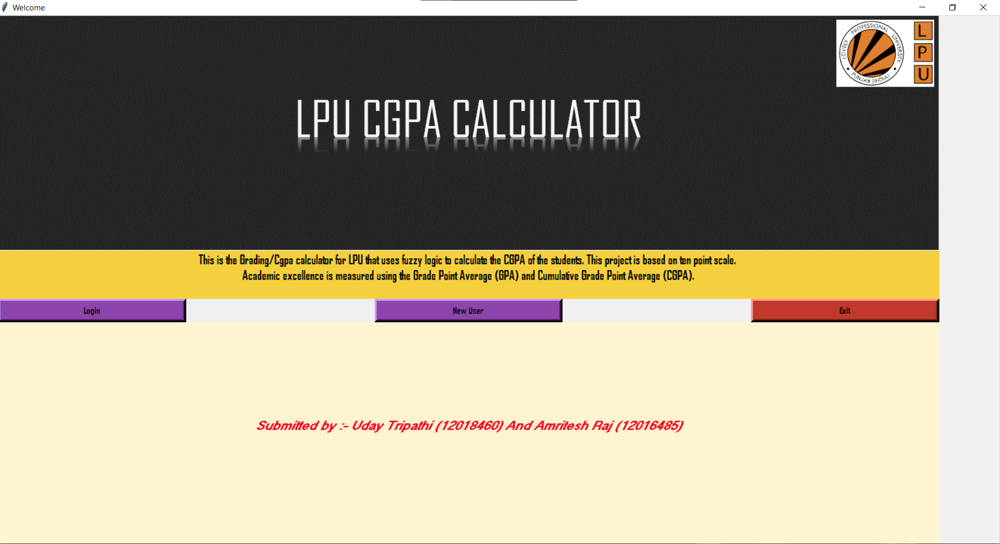 Welcome
LOVELY PROFESSIONAL UNIVERSITY
PUNJAB (INDIA)
L
P
U
LPU CGPA CALCULATOR
This is the Grading/Cgpa calculator for LPU that uses fuzzy logic to calculate the CGPA of the students. This project is based on ten point scale.
Academic excellence is measured using the Grade Point Average (GPA) and Cumulative Grade Point Average (CGPA).
Login
New User
Exit
Submitted by :- Uday Tripathi (12018460) And Amritesh Raj (12016485)